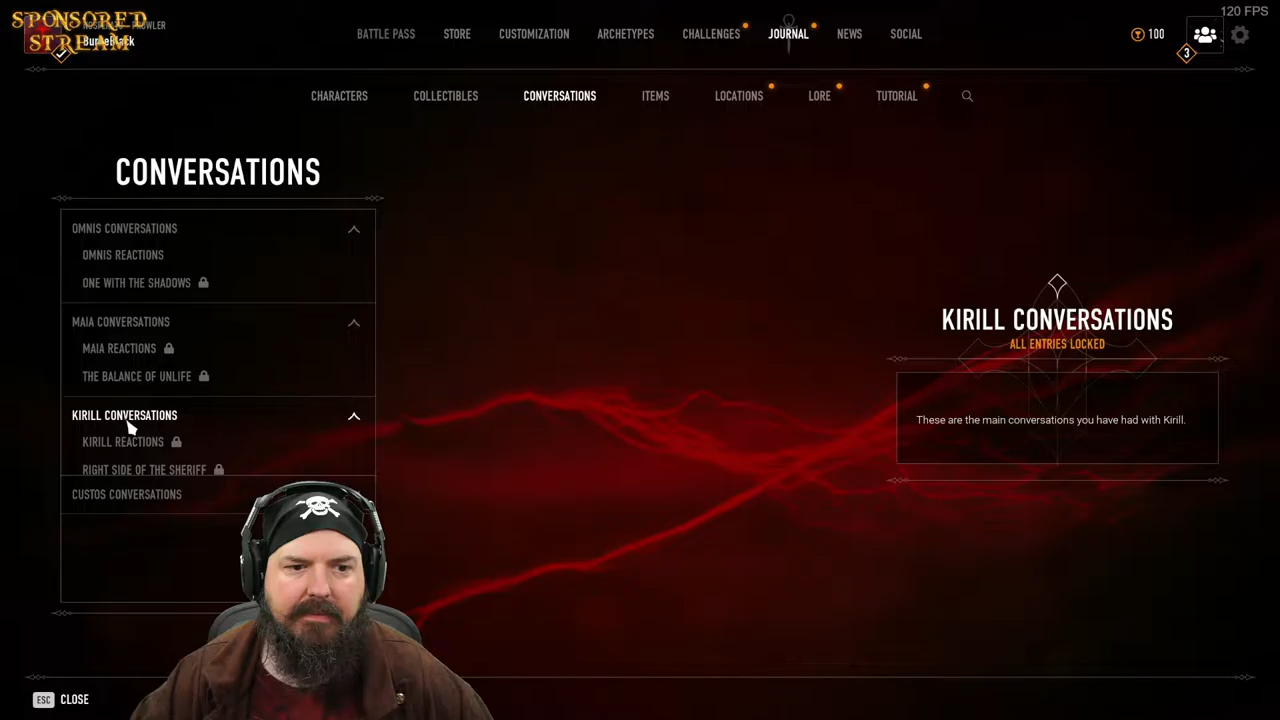 SPONSORED
STREAM
PROWLER
120 FPS
BATTLE PASS
STORE
CUSTOMIZATION
ARCHETYPES
CHALLENGES
JOURNAL
NEWS
SOCIAL
100
3
CHARACTERS
COLLECTIBLES
CONVERSATIONS
ITEMS
LOCATIONS
LORE
TUTORIAL
CONVERSATIONS
OMNIS CONVERSATIONS
OMNIS REACTIONS
ONE WITH THE SHADOWS
MAIA CONVERSATIONS
MAIA REACTIONS
THE BALANCE OF UNLIFE
KIRILL CONVERSATIONS
KIRILL REACTIONS
RIGHT SIDE OF THE SHERIFF
CUSTOS CONVERSATIONS
KIRILL CONVERSATIONS
ALL ENTRIES LOCKED
These are the main conversations you have had with Kirill.
ESC CLOSE